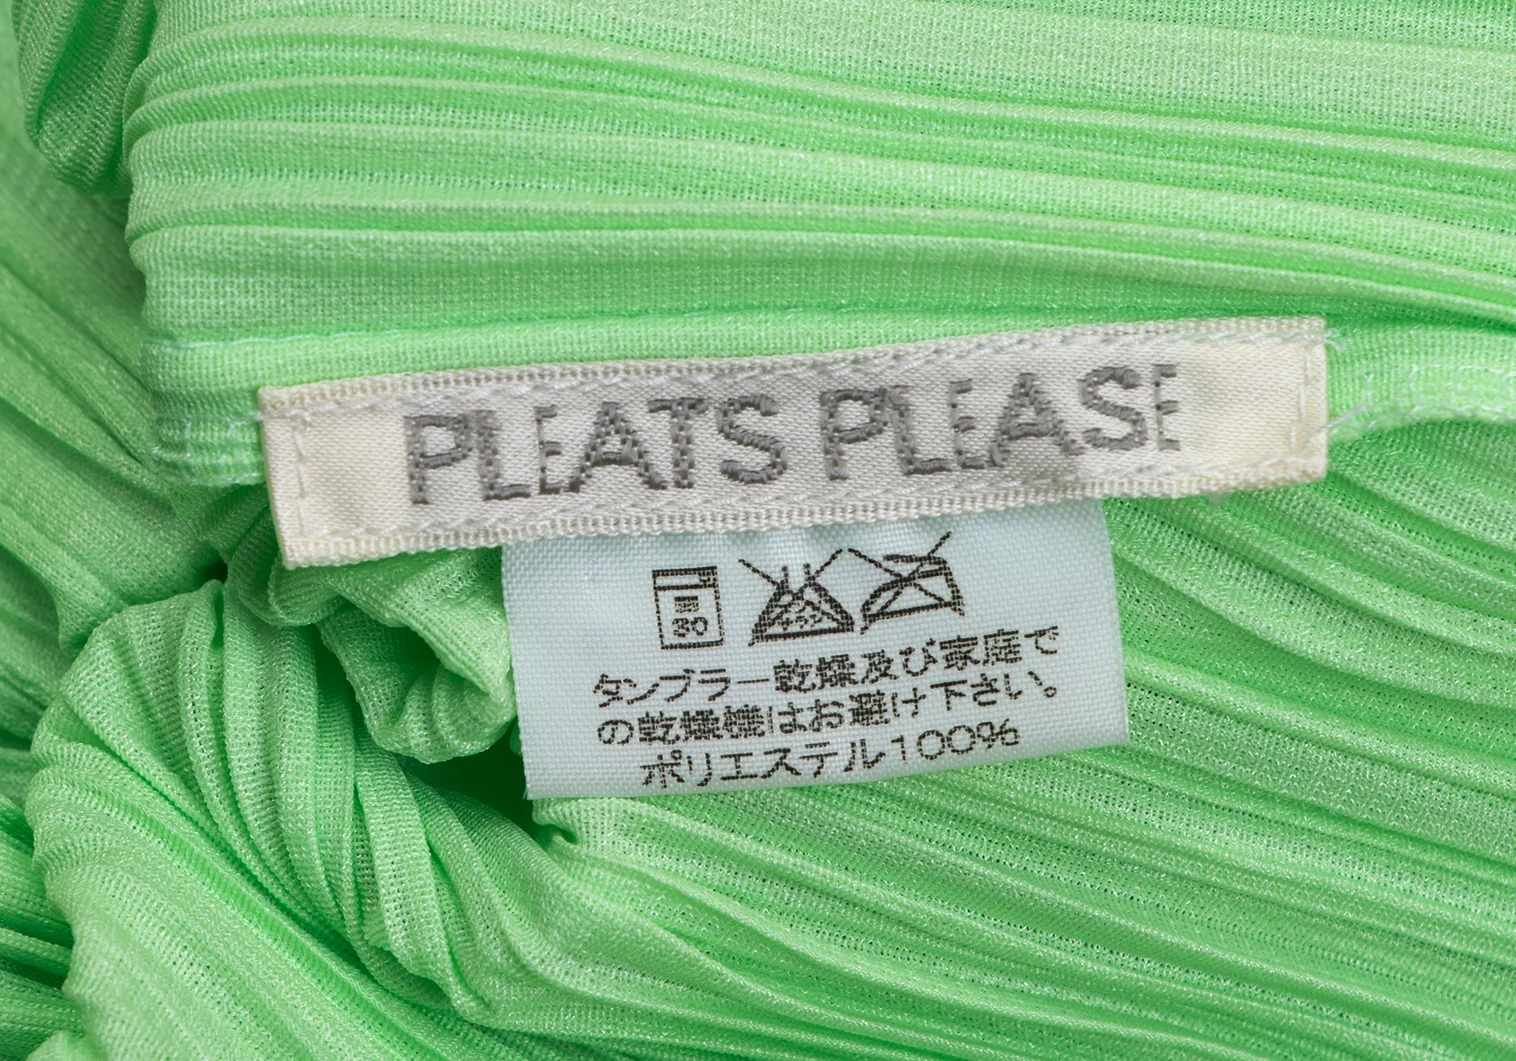 PLEATS PLEASE
30
タンブラー乾燥及び家庭で
の乾燥機はお避け下さい。
ポリエステル100%